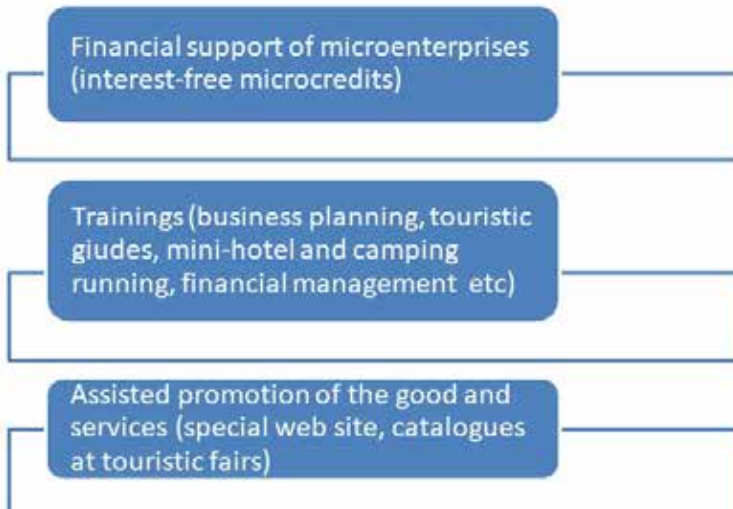 Financial support of microenterprises
(interest-free microcredits)
Trainings (business planning, touristic
giudes, mini-hotel and camping
running, financial management etc)
Assisted promotion of the good and
services (special web site, catalogues
at touristic fairs)